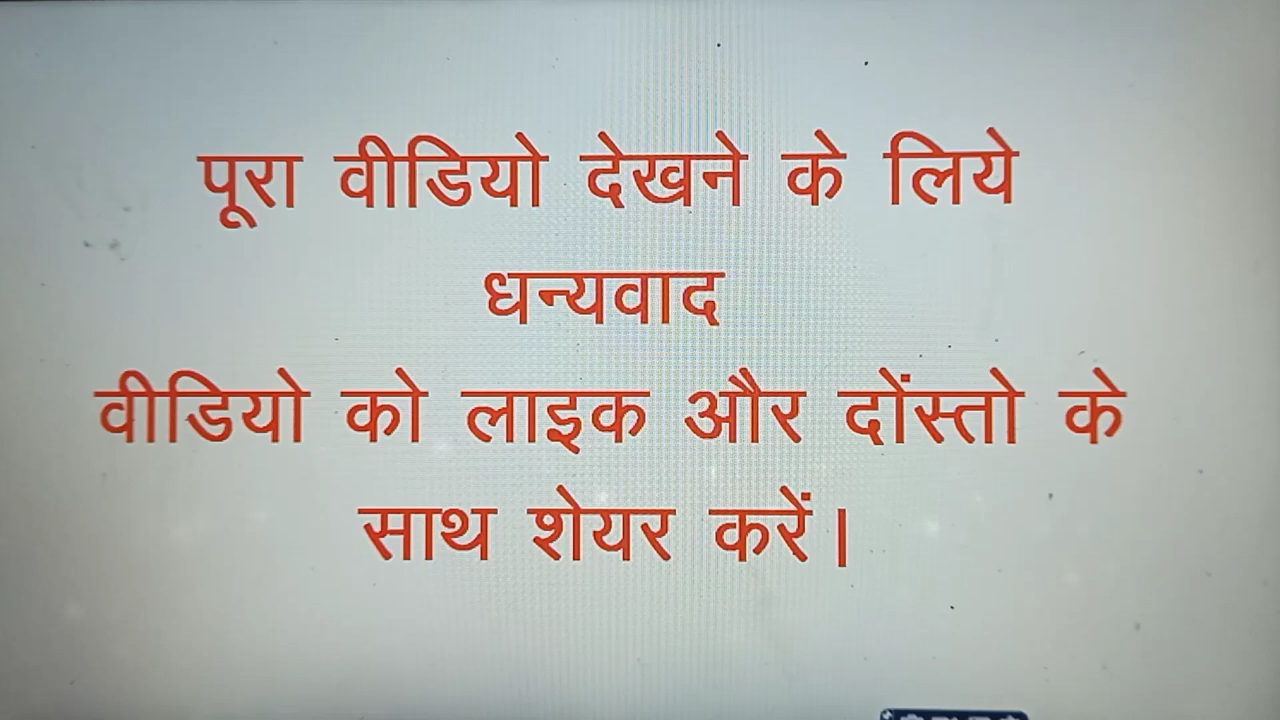 पूरा वीडियो देखने के लिये
धन्यवाद
वीडियो को लाइक और दोंस्तो के
साथ शेयर करें।